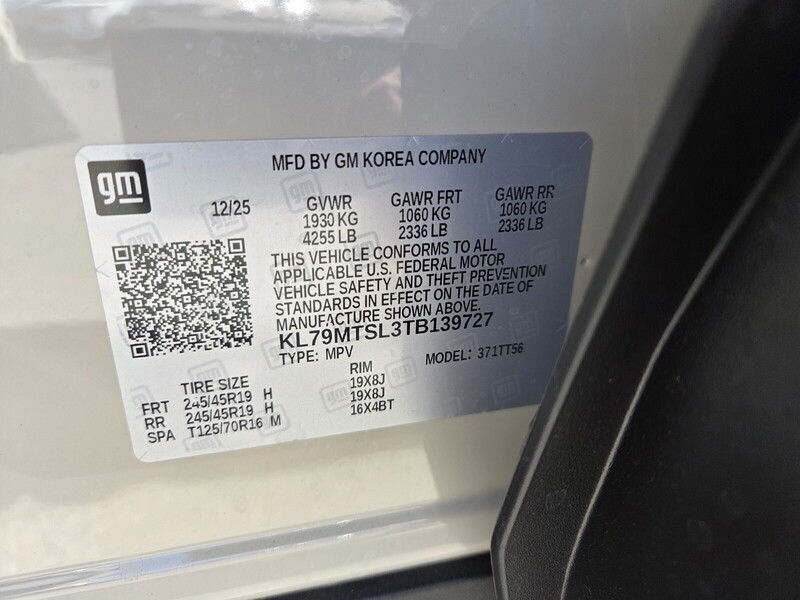 gm
MFD BY GM KOREA COMPANY
12/25 GVWR GAWR FRT GAWR RR
1930 KG 1060 KG 1060 KG
4255 LB 2336 LB 2336 LB
THIS VEHICLE CONFORMS TO ALL
APPLICABLE U.S. FEDERAL MOTOR
VEHICLE SAFETY AND THEFT PREVENTION
STANDARDS IN EFFECT ON THE DATE OF
MANUFACTURE SHOWN ABOVE.
KL79MTSL3TB139727
TYPE: MPV MODEL: 371TT56
TIRE SIZE RIM
FRT 245/45R19 H 19X8J
RR 245/45R19 H 19X8J
SPA T125/70R16 M 16X4BT